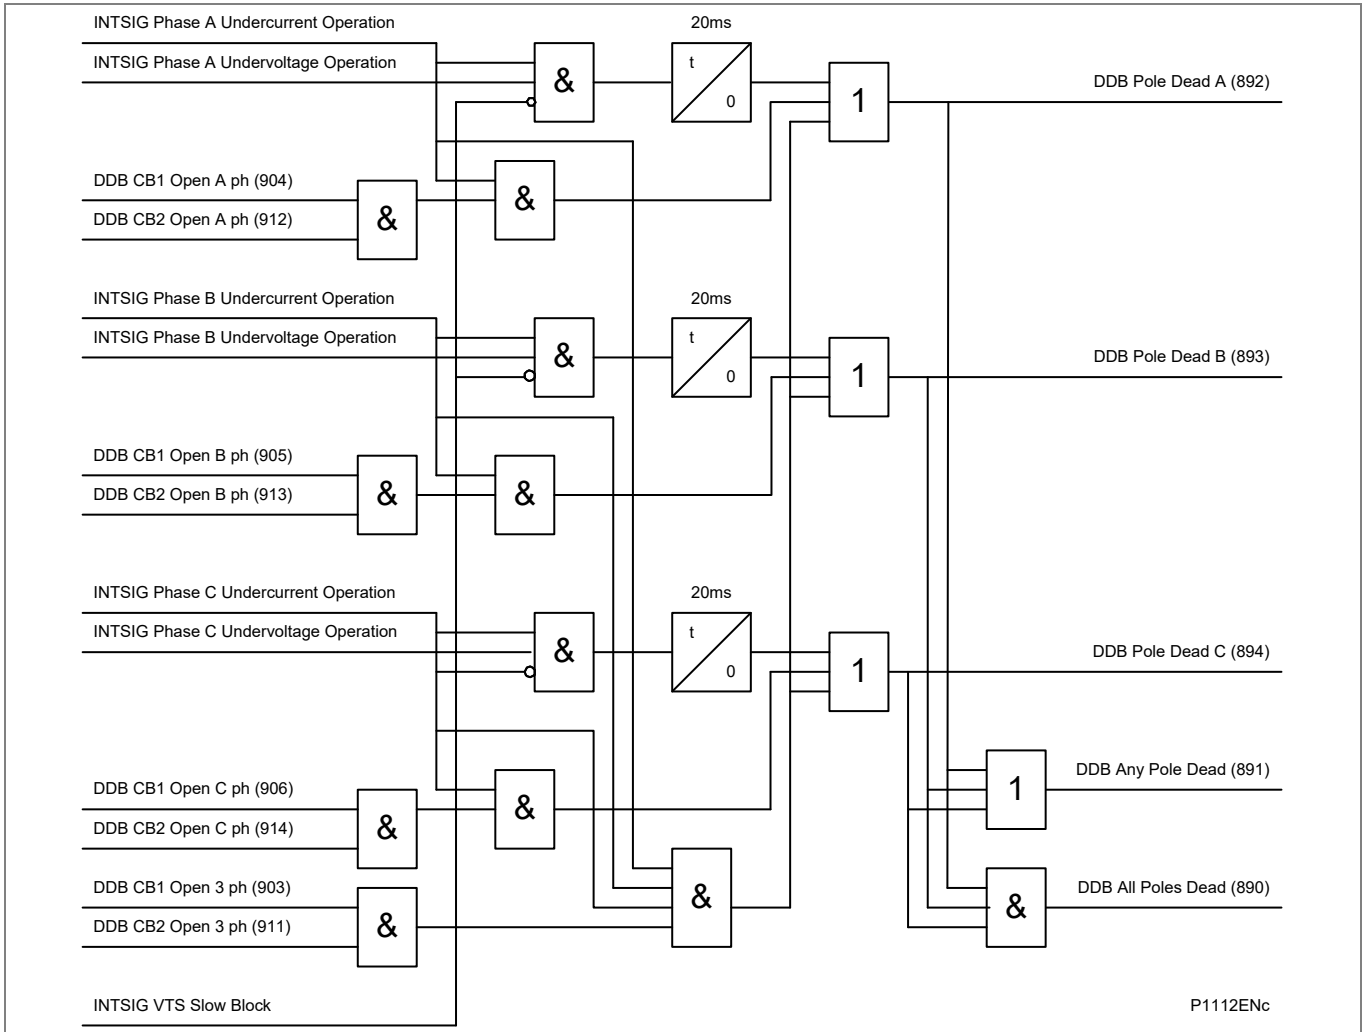 INTSIG Phase A Undercurrent Operation
20ms
INTSIG Phase A Undervoltage Operation
&
t
0
1
DDB Pole Dead A (892)
DDB CB1 Open A ph (904)
DDB CB2 Open A ph (912)
&
&
INTSIG Phase B Undercurrent Operation
20ms
INTSIG Phase B Undervoltage Operation
&
t
0
1
DDB Pole Dead B (893)
DDB CB1 Open B ph (905)
DDB CB2 Open B ph (913)
&
&
INTSIG Phase C Undercurrent Operation
20ms
INTSIG Phase C Undervoltage Operation
&
t
0
1
DDB Pole Dead C (894)
1
DDB Any Pole Dead (891)
DDB CB1 Open C ph (906)
DDB CB2 Open C ph (914)
&
&
DDB CB1 Open 3 ph (903)
DDB CB2 Open 3 ph (911)
&
&
&
DDB All Poles Dead (890)
INTSIG VTS Slow Block
P1112ENc